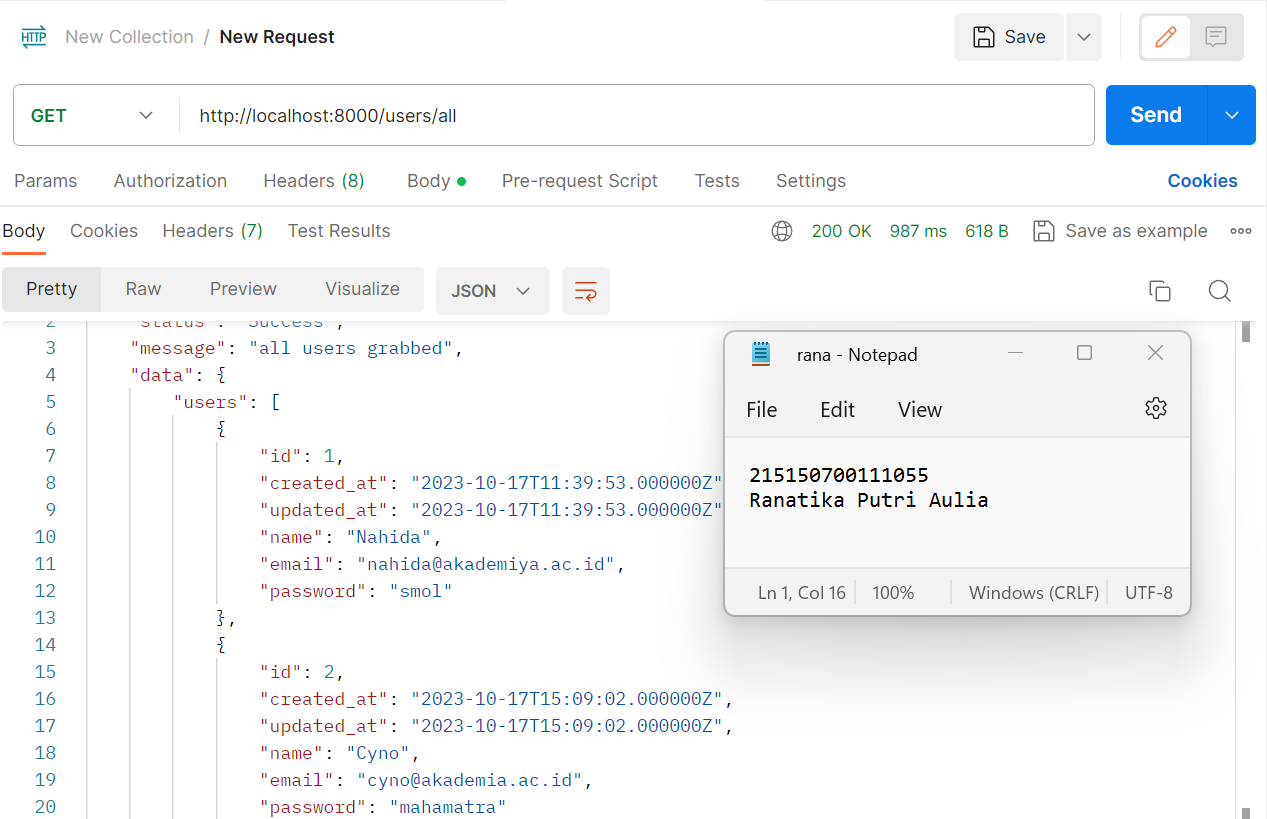 HTTP New Collection / New Request
Save
GET
http://localhost:8000/users/all
Send
Params Authorization Headers (8) Body Pre-request Script Tests Settings Cookies
Body Cookies Headers (7) Test Results 200 OK 987 ms 618 B Save as example
Pretty Raw Preview Visualize JSON
2 "status": "Success",
3 "message": "all users grabbed",
4 "data": {
5 "users": [
6 {
7 "id": 1,
8 "created_at": "2023-10-17T11:39:53.000000Z"
9 "updated_at": "2023-10-17T11:39:53.000000Z"
10 "name": "Nahida",
11 "email": "nahida@akademiya.ac.id",
12 "password": "smol"
13 },
14 {
15 "id": 2,
16 "created_at": "2023-10-17T15:09:02.000000Z",
17 "updated_at": "2023-10-17T15:09:02.000000Z",
18 "name": "Cyno",
19 "email": "cyno@akademia.ac.id",
20 "password": "mahamatra"
rana - Notepad
File Edit View
215150700111055
Ranatika Putri Aulia
Ln 1, Col 16 100% Windows (CRLF) UTF-8